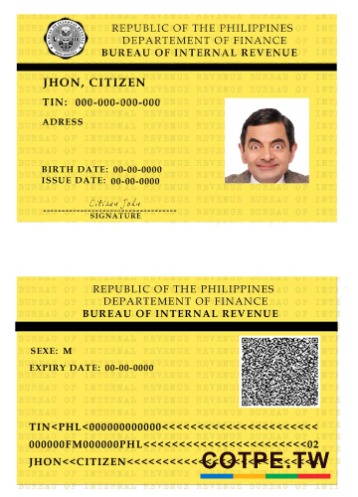 REPUBLIC OF THE PHILIPPINES
DEPARTEMENT OF FINANCE
BUREAU OF INTERNAL REVENUE
JHON, CITIZEN
TIN: 000-000-000-000
ADRESS
BIRTH DATE: 00-00-0000
ISSUE DATE: 00-00-0000
Citizen John
SIGNATURE
REPUBLIC OF THE PHILIPPINES
DEPARTEMENT OF FINANCE
BUREAU OF INTERNAL REVENUE
SEXE: M
EXPIRY DATE: 00-00-0000
TIN<PHL<000000000000<<<<<<<<<<<<<<<<<<<<<<
000000FM000000PHL<<<<<<<<<<<<<<<<<<<<<<02
JHON<<CITIZEN<<<<<<<<<<<<<<<<<<<<<<<<<<<
COTPE.TW